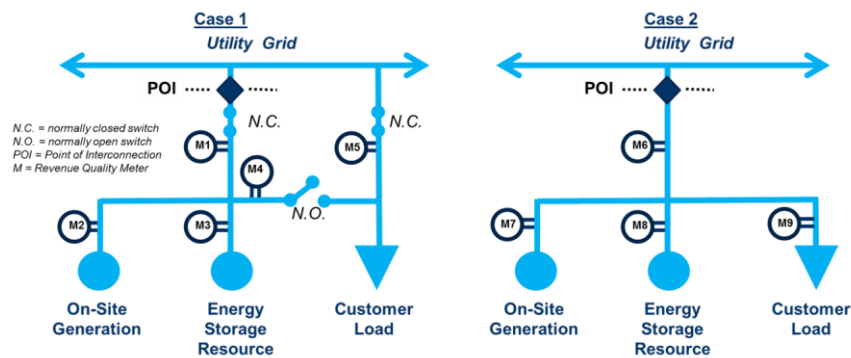 Case 1
Utility Grid
POI
N.C. = normally closed switch
N.O. = normally open switch
POI = Point of Interconnection
M = Revenue Quality Meter
N.C.
N.C.
M1
M4
M5
N.O.
M2
M3
On-Site
Generation
Energy
Storage
Resource
Customer
Load
Case 2
Utility Grid
POI
M6
M7
M8
M9
On-Site
Generation
Energy
Storage
Resource
Customer
Load